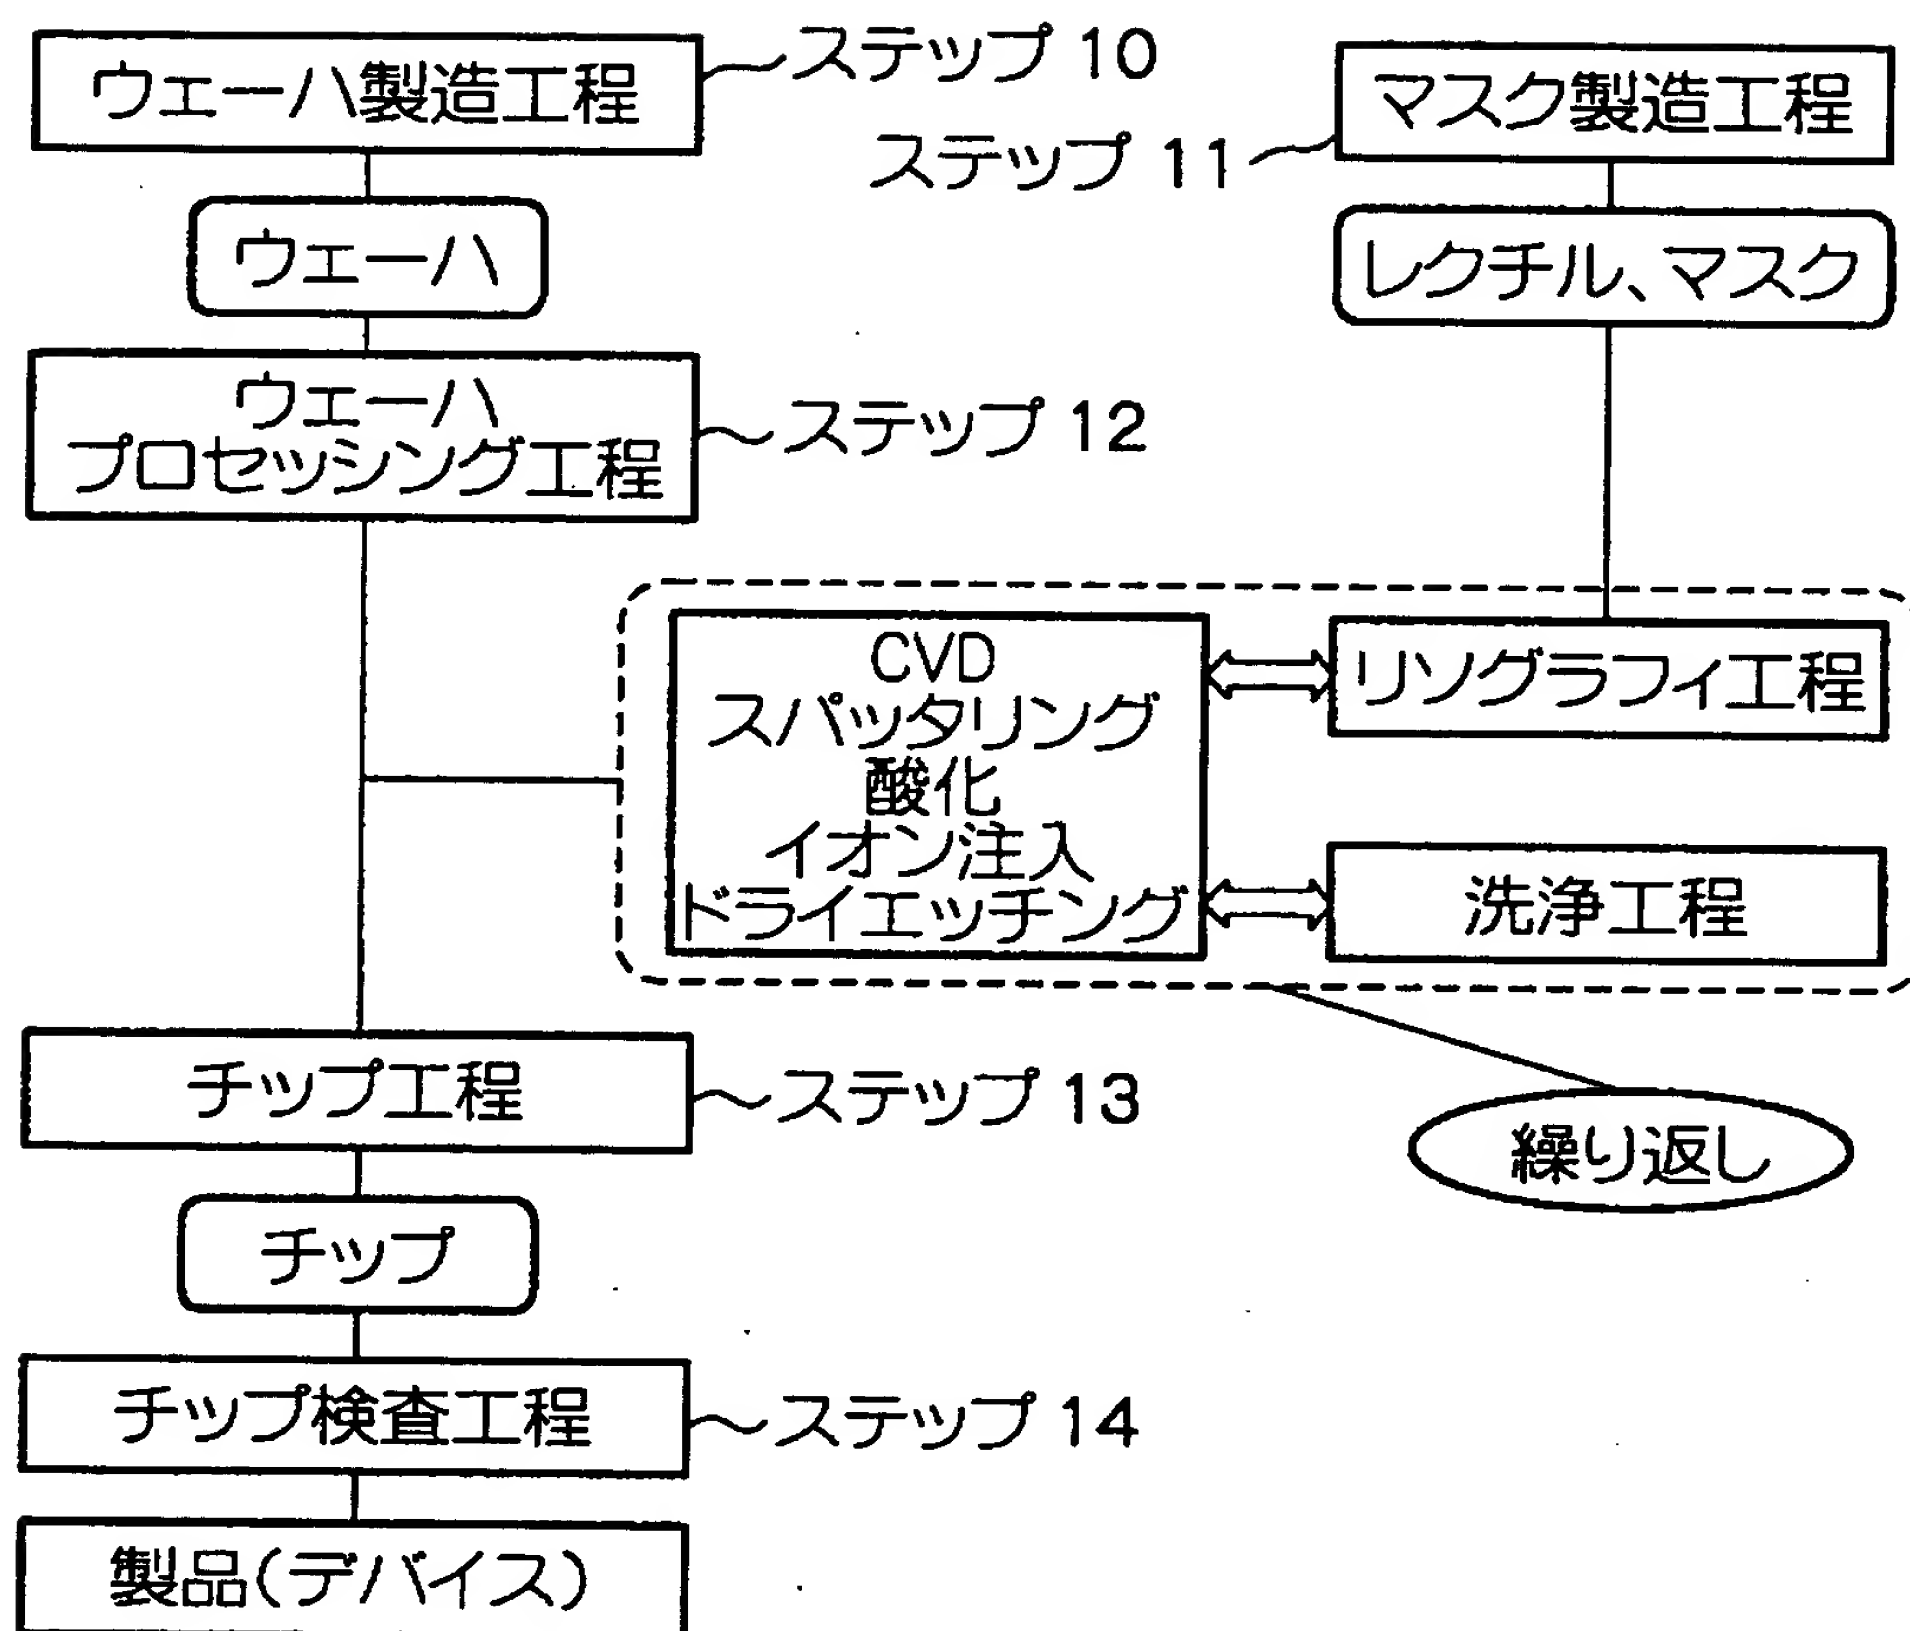 ウェーハ製造工程
ステップ 10
マスク製造工程
ステップ 11
ウェーハ
レクチル、マスク
ウェーハ
プロセッシング工程
ステップ 12
CVD
スパッタリング
酸化
イオン注入
ドライエッチング
リソグラフィ工程
洗浄工程
チップ工程
ステップ 13
繰り返し
チップ
チップ検査工程
ステップ 14
製品(デバイス)